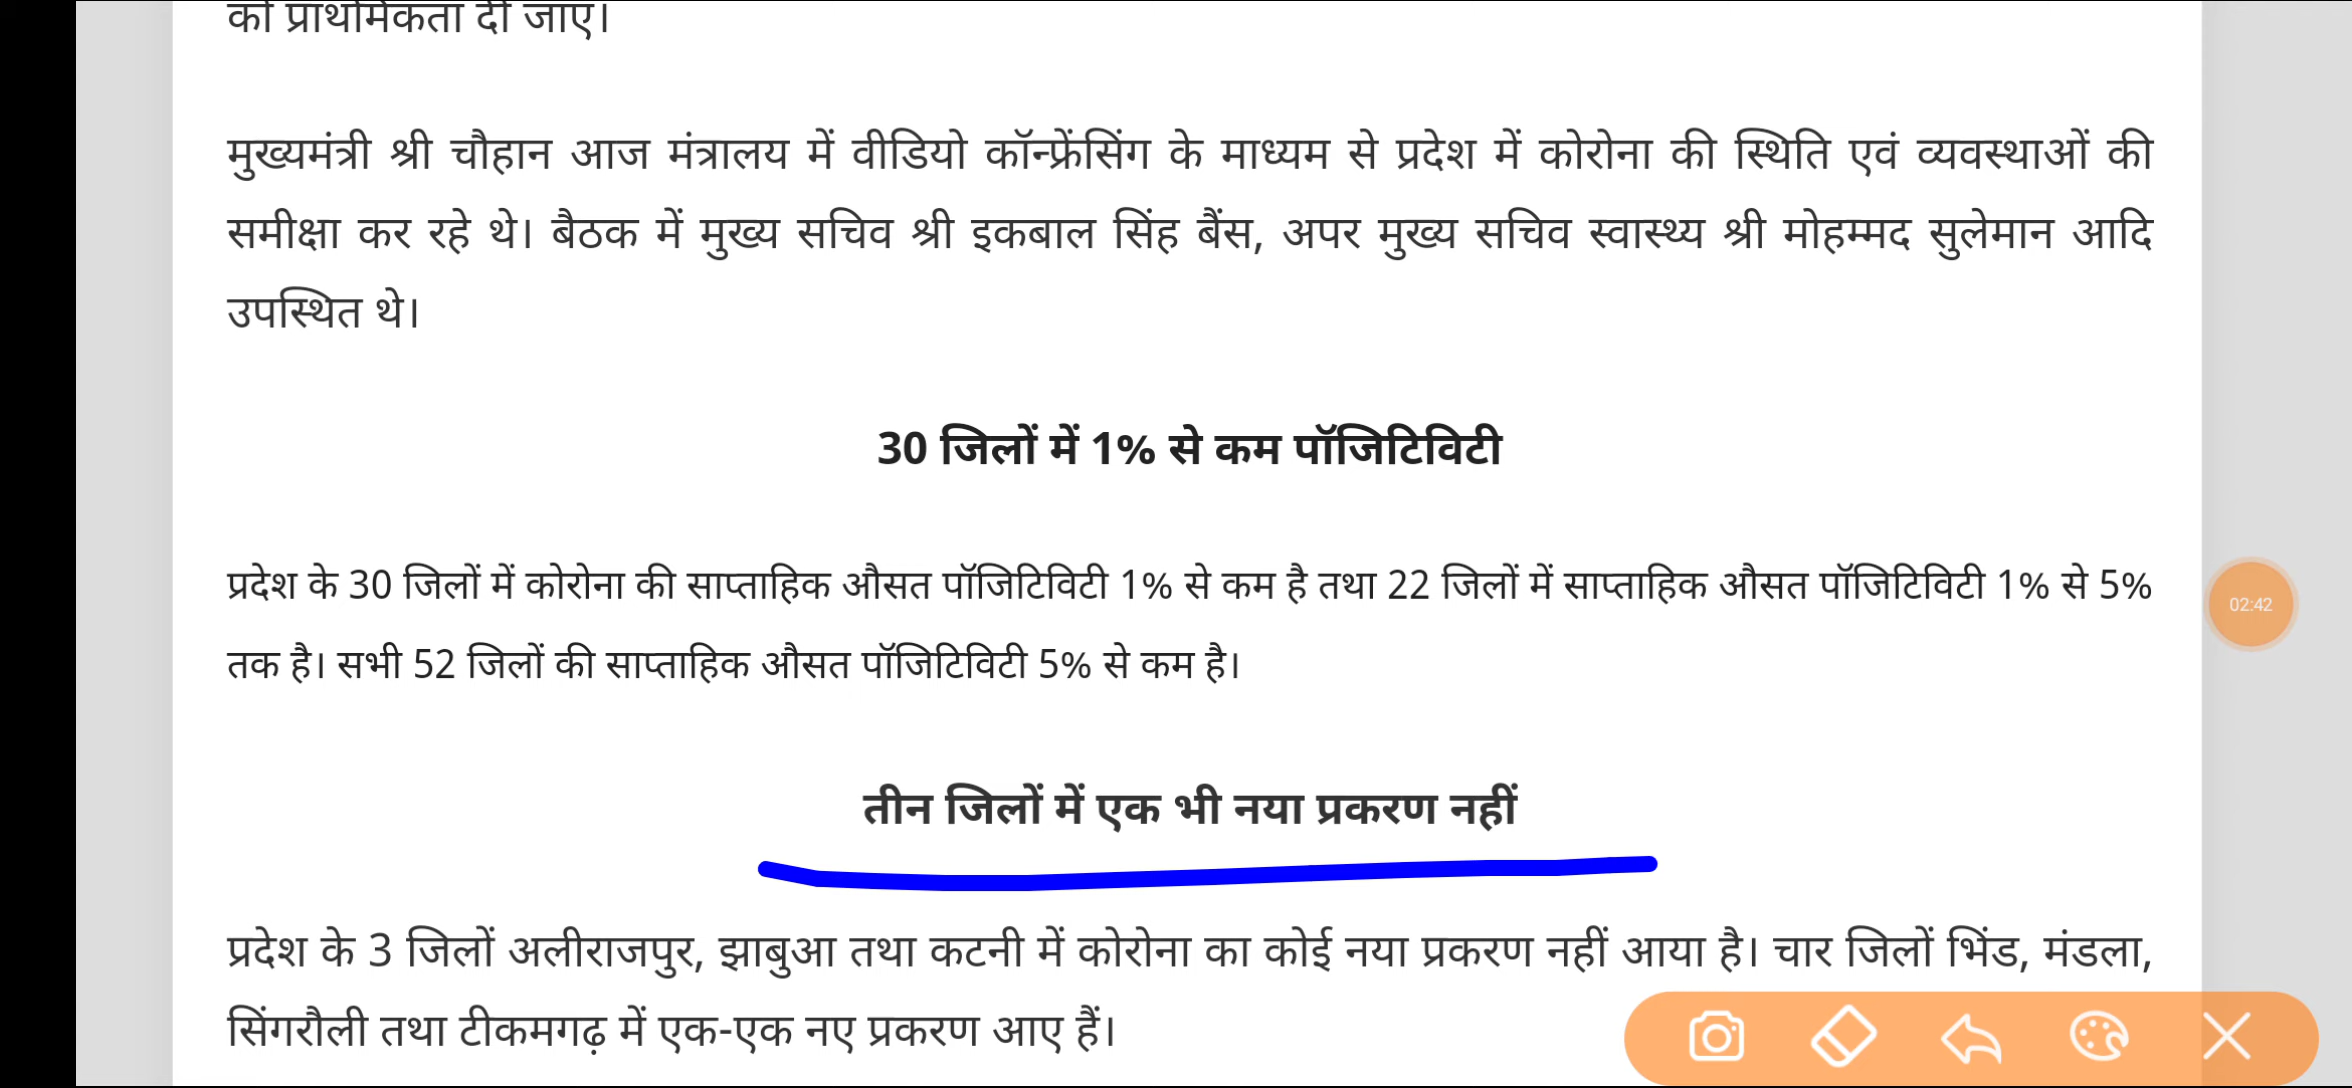 को प्राथमिकता दी जाए।
मुख्यमंत्री श्री चौहान आज मंत्रालय में वीडियो कॉन्फ्रेंसिंग के माध्यम से प्रदेश में कोरोना की स्थिति एवं व्यवस्थाओं की
समीक्षा कर रहे थे। बैठक में मुख्य सचिव श्री इकबाल सिंह बैंस, अपर मुख्य सचिव स्वास्थ्य श्री मोहम्मद सुलेमान आदि
उपस्थित थे।
30 जिलों में 1% से कम पॉजिटिविटी
प्रदेश के 30 जिलों में कोरोना की साप्ताहिक औसत पॉजिटिविटी 1% से कम है तथा 22 जिलों में साप्ताहिक औसत पॉजिटिविटी 1% से 5%
तक है। सभी 52 जिलों की साप्ताहिक औसत पॉजिटिविटी 5% से कम है।
02:42
तीन जिलों में एक भी नया प्रकरण नहीं
प्रदेश के 3 जिलों अलीराजपुर, झाबुआ तथा कटनी में कोरोना का कोई नया प्रकरण नहीं आया है। चार जिलों भिंड, मंडला,
सिंगरौली तथा टीकमगढ़ में एक-एक नए प्रकरण आए हैं।